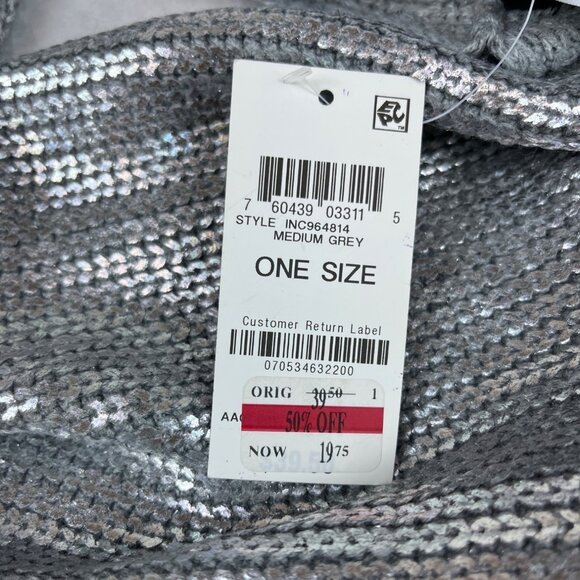 EPC™
7 60439 03311 5
STYLE INC964814
MEDIUM GREY
ONE SIZE
Customer Return Label
070534632200
ORIG 39.50 1
50% OFF
NOW 19.75